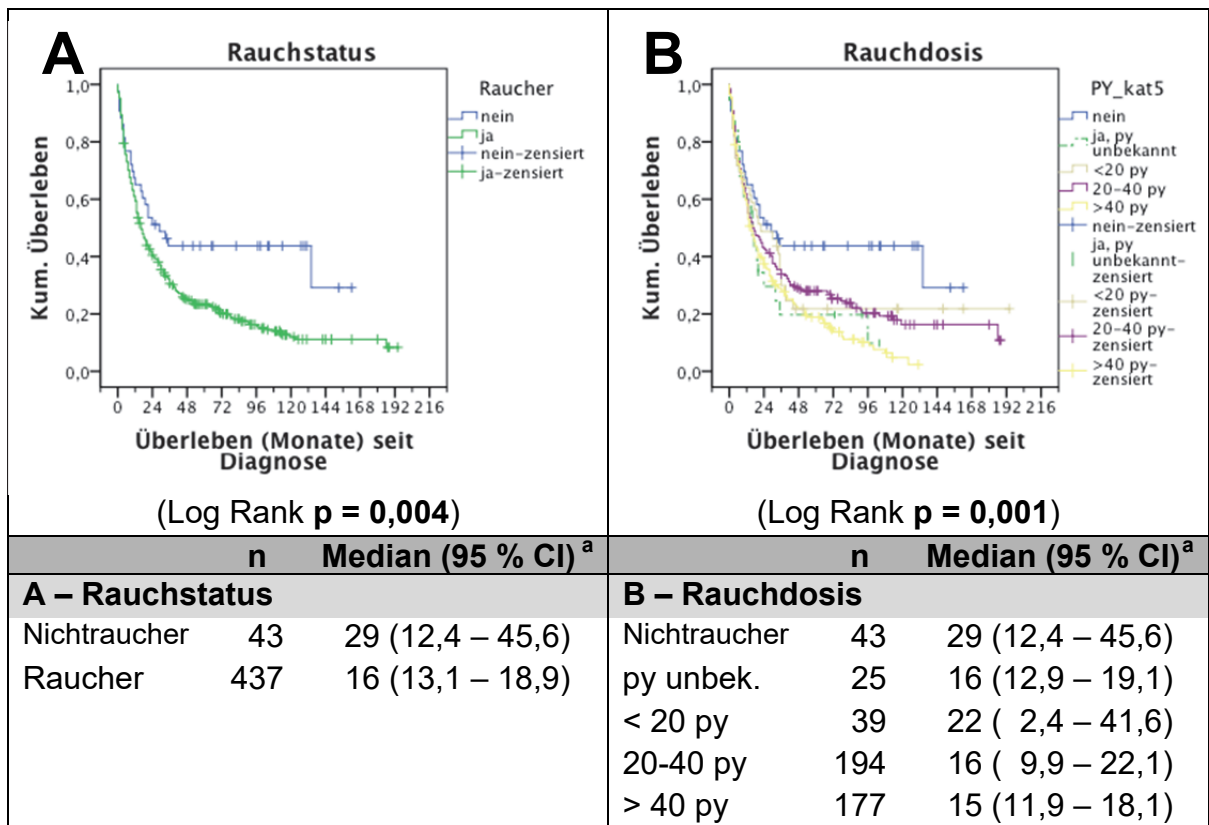 A
Rauchstatus
Kum. Überleben
1,0
0,8
0,6
0,4
0,2
0,0
0 24 48 72 96 120 144 168 192 216
Überleben (Monate) seit
Diagnose
Raucher
nein
ja
nein-zensiert
ja-zensiert
(Log Rank p = 0,004)
B
Rauchdosis
Kum. Überleben
1,0
0,8
0,6
0,4
0,2
0,0
0 24 48 72 96 120 144 168 192 216
Überleben (Monate) seit
Diagnose
PY_kat5
nein
ja, py
unbekannt
<20 py
20-40 py
>40 py
nein-zensiert
ja, py
unbekannt-
zensiert
<20 py-
zensiert
20-40 py-
zensiert
>40 py-
zensiert
(Log Rank p = 0,001)
n Median (95 % CI) a
A – Rauchstatus
Nichtraucher 43 29 (12,4 – 45,6)
Raucher 437 16 (13,1 – 18,9)
n Median (95 % CI) a
B – Rauchdosis
Nichtraucher 43 29 (12,4 – 45,6)
py unbek. 25 16 (12,9 – 19,1)
< 20 py 39 22 ( 2,4 – 41,6)
20-40 py 194 16 ( 9,9 – 22,1)
> 40 py 177 15 (11,9 – 18,1)